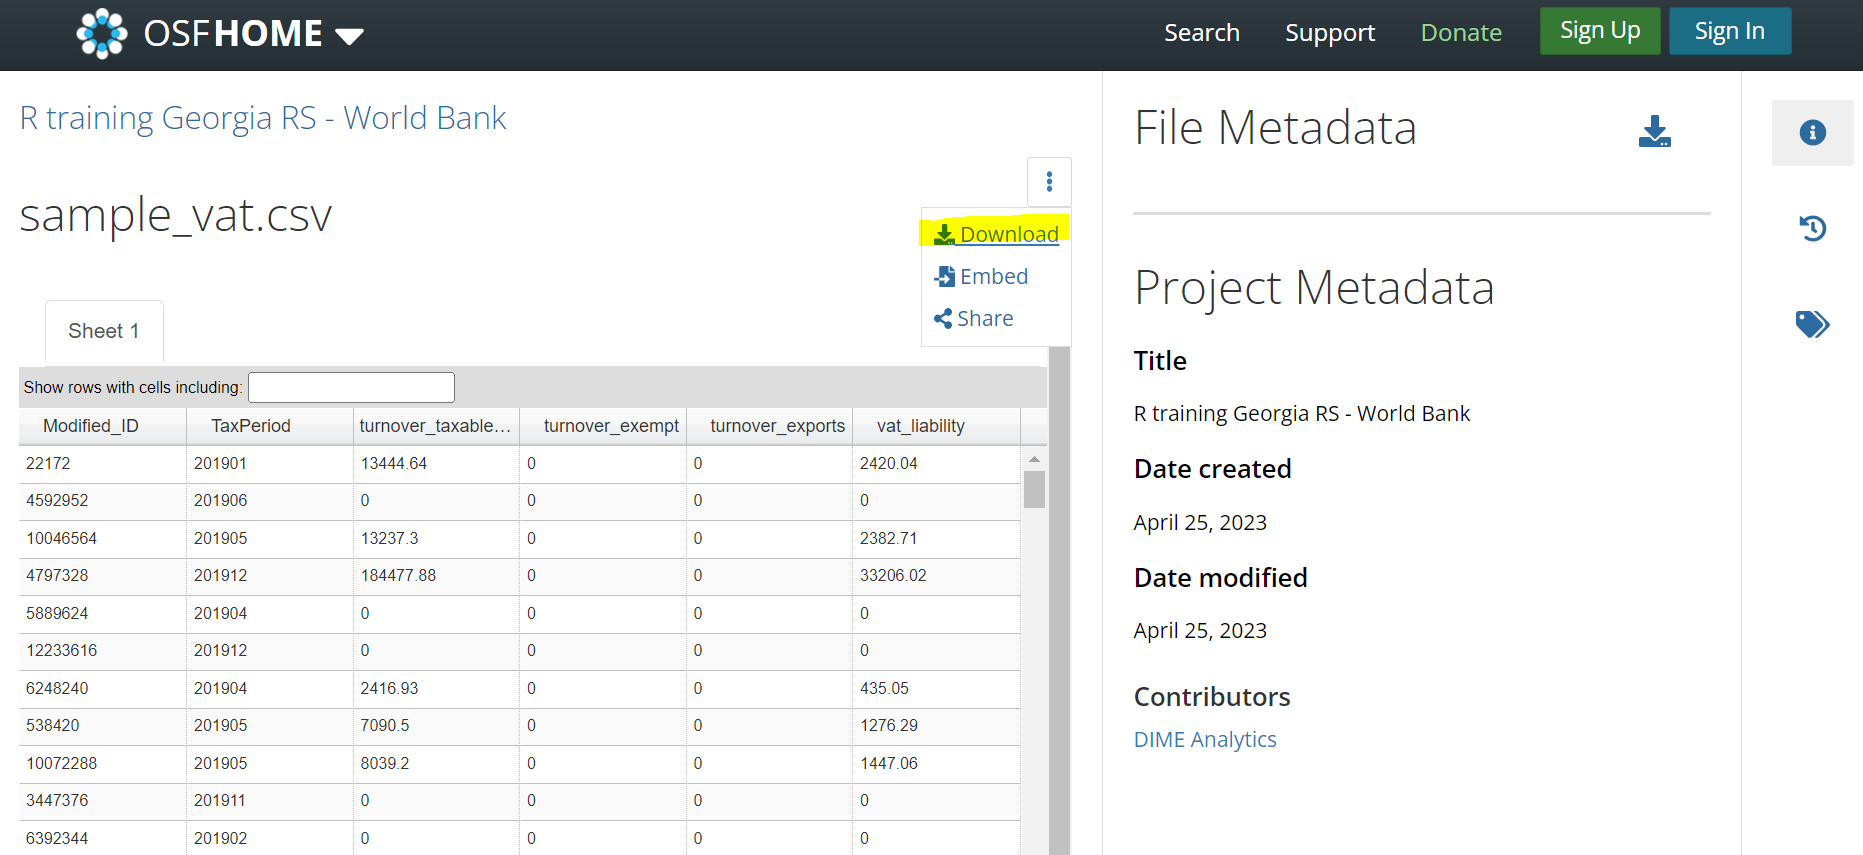 OSFHOME
Search Support Donate Sign Up Sign In
R training Georgia RS - World Bank
sample_vat.csv
Download
Embed
Share
Sheet 1
Show rows with cells including:
Modified_ID TaxPeriod turnover_taxable... turnover_exempt turnover_exports vat_liability
22172 201901 13444.64 0 0 2420.04
4592952 201906 0 0 0 0
10046564 201905 13237.3 0 0 2382.71
4797328 201912 184477.88 0 0 33206.02
5889624 201904 0 0 0 0
12233616 201912 0 0 0 0
6248240 201904 2416.93 0 0 435.05
538420 201905 7090.5 0 0 1276.29
10072288 201905 8039.2 0 0 1447.06
3447376 201911 0 0 0 0
6392344 201902 0 0 0 0
File Metadata
Project Metadata
Title
R training Georgia RS - World Bank
Date created
April 25, 2023
Date modified
April 25, 2023
Contributors
DIME Analytics